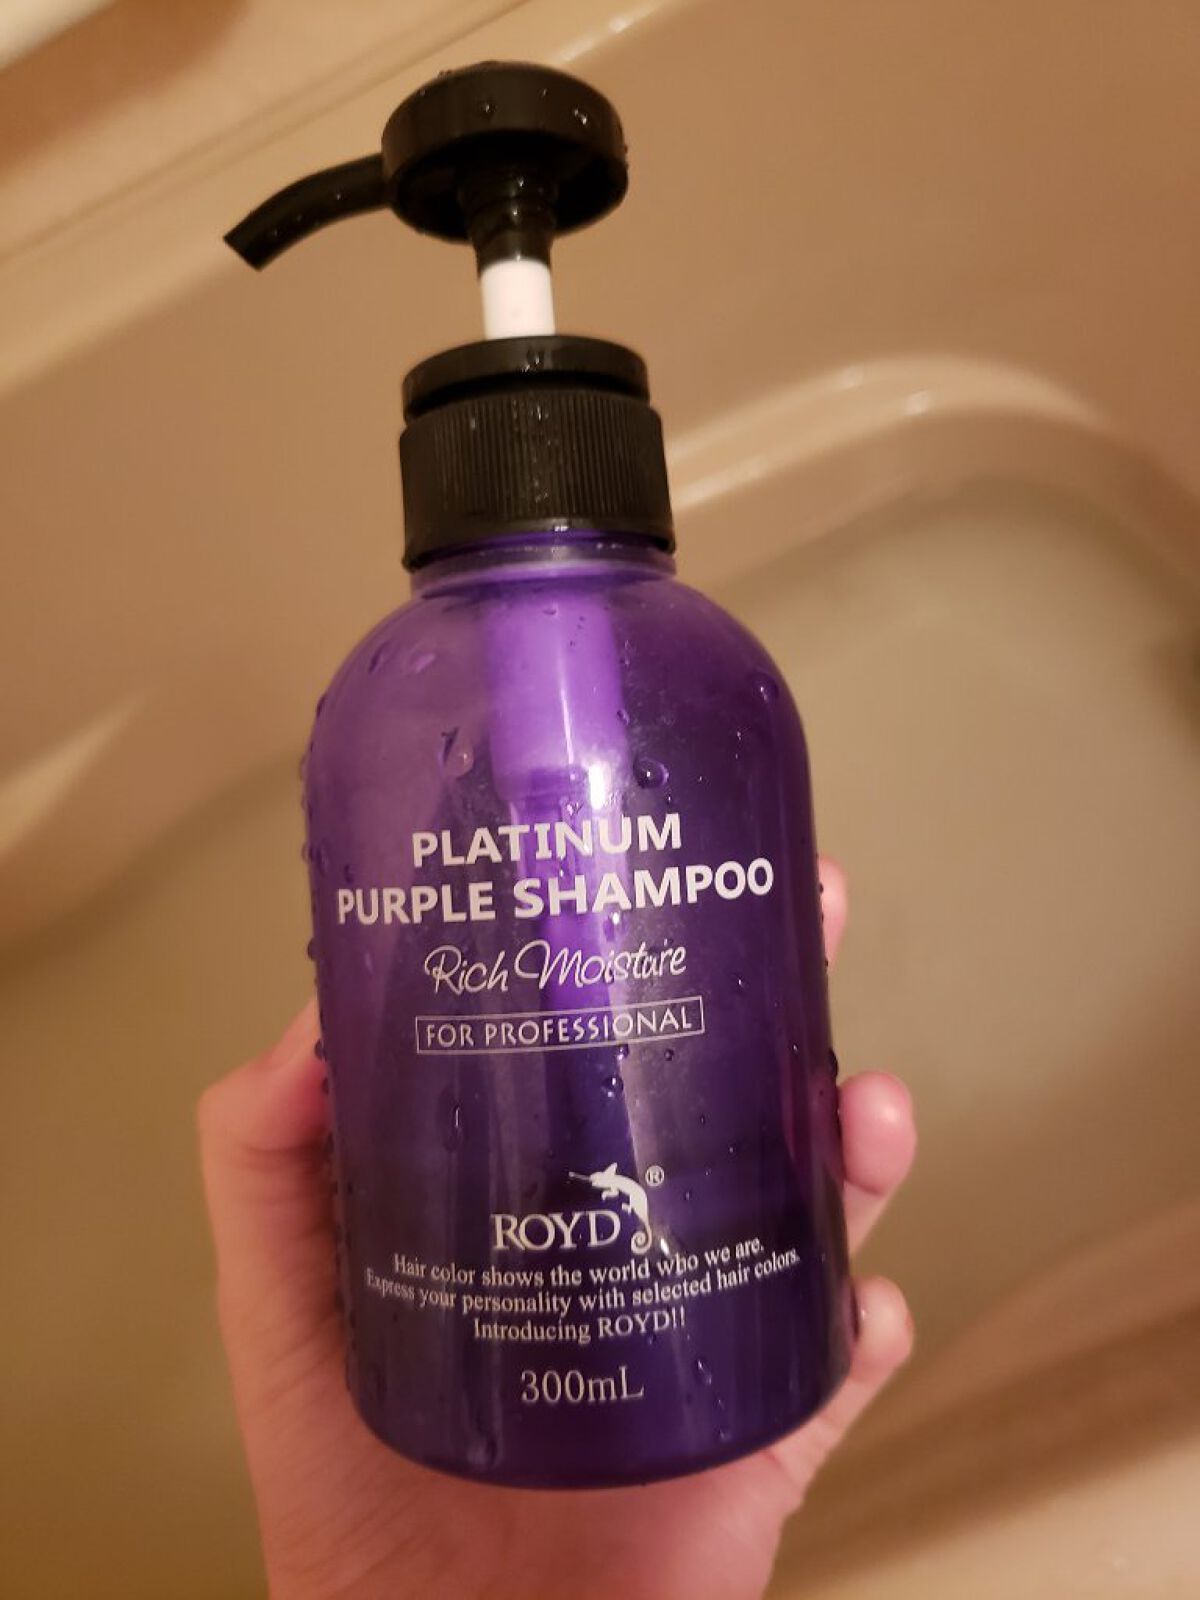 PLATINUM
PURPLE SHAMPOO
Rich Moisture
FOR PROFESSIONAL
ROYD®
Hair color shows the world who we are.
Express your personality with selected hair colors.
Introducing ROYD!!
300mL